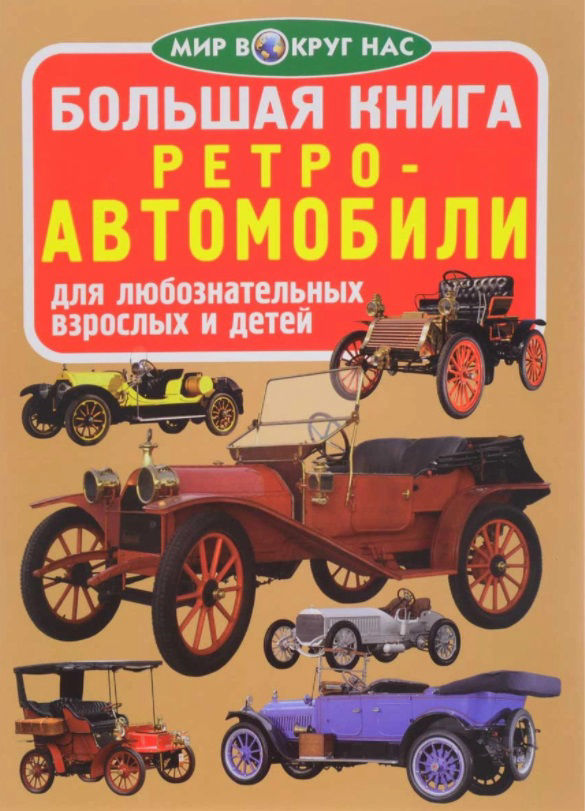 МИР ВОКРУГ НАС
БОЛЬШАЯ КНИГА
РЕТРО-
АВТОМОБИЛИ
для любознательных
взрослых и детей